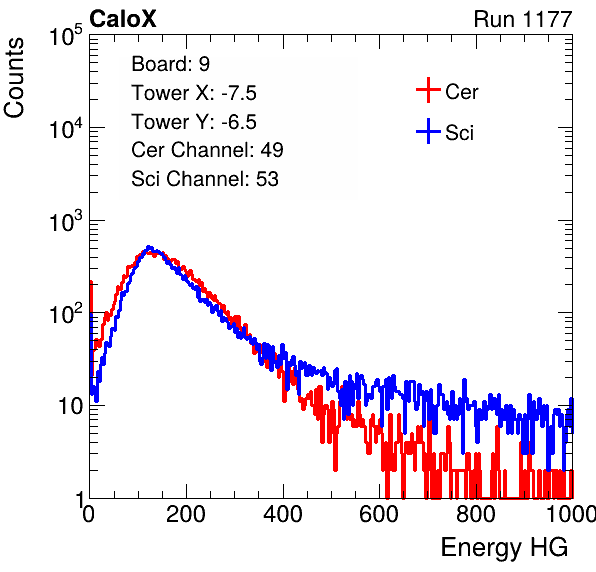 CaloX Run 1177
Counts
10^5
10^4
10^3
10^2
10
1
Board: 9
Tower X: -7.5
Tower Y: -6.5
Cer Channel: 49
Sci Channel: 53
Cer
Sci
0 200 400 600 800 1000
Energy HG